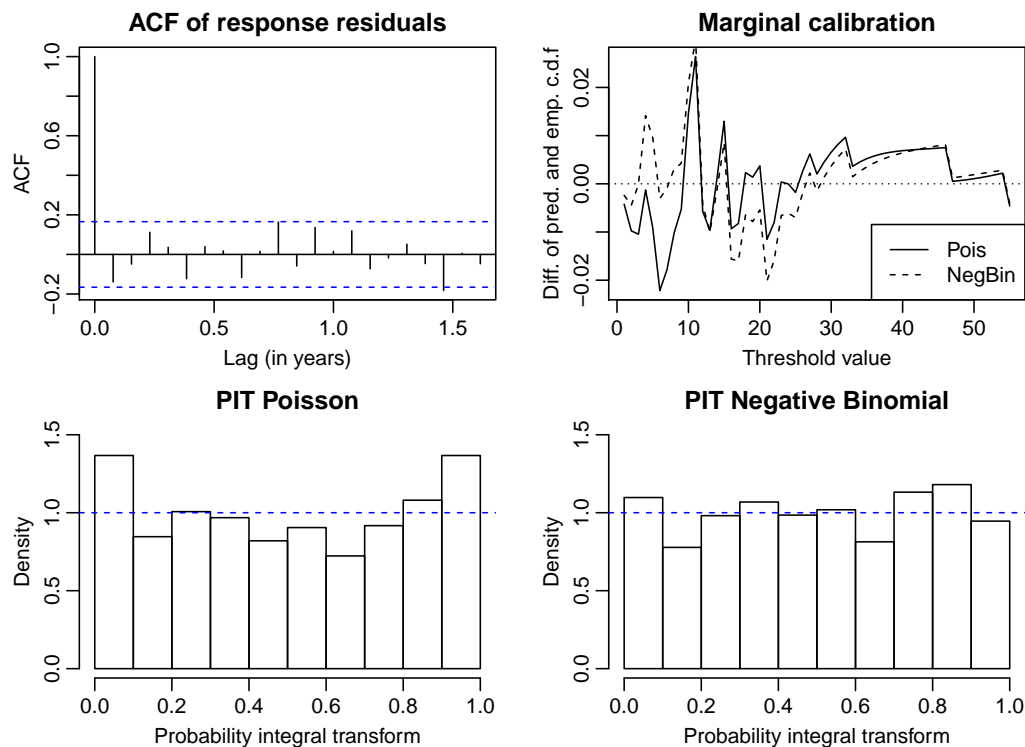 ACF of response residuals
1.0
0.6
0.2
−0.2
ACF
0.0
0.5
1.0
1.5
Lag (in years)
Marginal calibration
0.02
0.00
−0.02
Diff. of pred. and emp. c.d.f
Pois
NegBin
0
10
20
30
40
50
Threshold value
PIT Poisson
1.5
1.0
0.5
0.0
Density
0.0
0.2
0.4
0.6
0.8
1.0
Probability integral transform
PIT Negative Binomial
1.5
1.0
0.5
0.0
Density
0.0
0.2
0.4
0.6
0.8
1.0
Probability integral transform